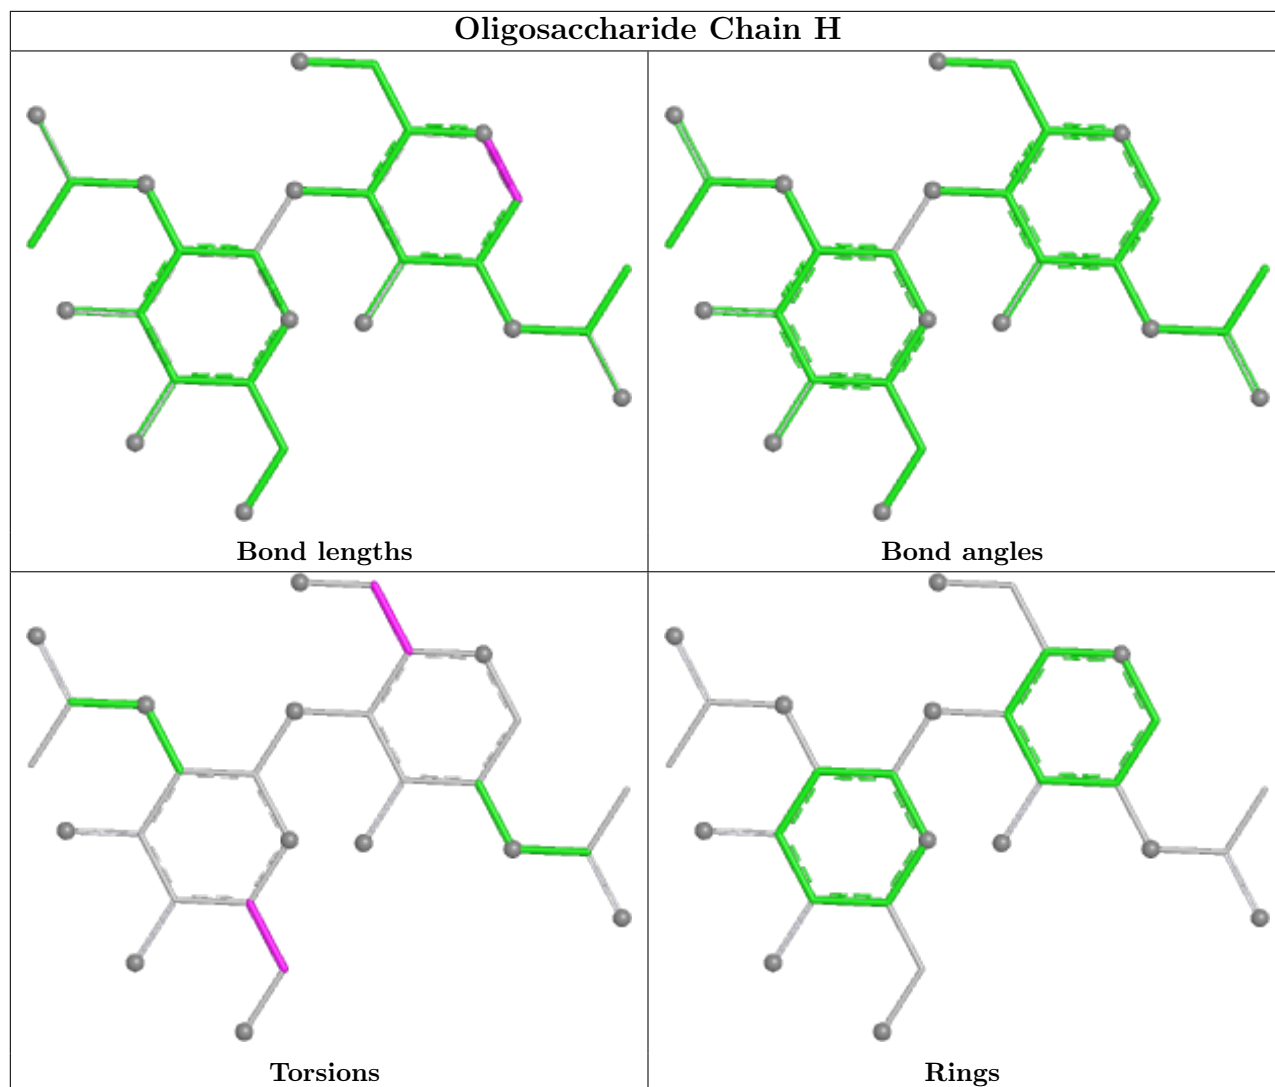 Oligosaccharide Chain H
Bond lengths
Bond angles
Torsions
Rings